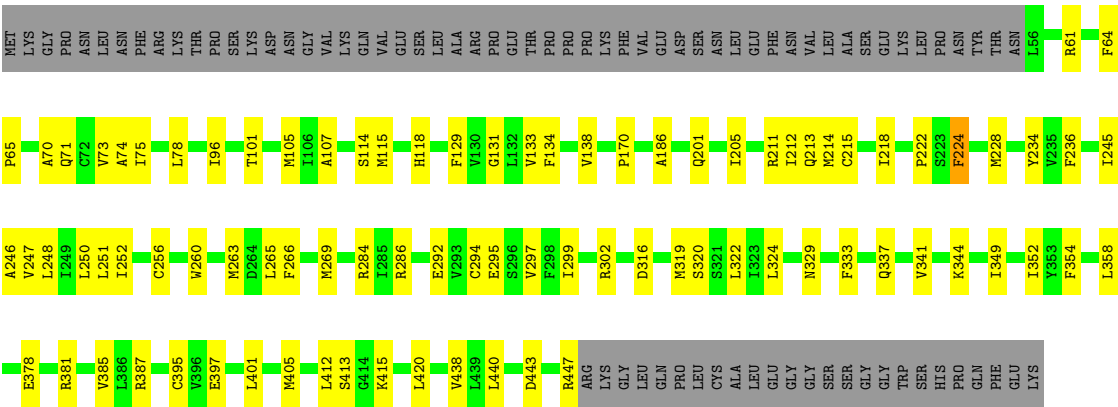 MET LYS GLY PRO ASN LEU ASN PHE ARG LYS THR PRO SER LYS ASP ASN GLY VAL LYS GLN VAL GLU SER LEU ALA ARG PRO GLU THR PRO PRO PRO LYS PHE VAL GLU ASP SER ASN LEU GLU PHE ASN VAL LEU ALA SER GLU LYS LEU PRO ASN TYR THR ASN L56 R61 F64
P65 A70 Q71 C72 V73 A74 I75 L78 I96 T101 M105 I106 A107 S114 M115 H118 F129 V130 G131 L132 V133 F134 V138 P170 A186 Q201 I205 R211 I212 Q213 M214 C215 I218 P222 S223 F224 M228 Y234 V235 F236 I245
A246 V247 L248 I249 L250 L251 I252 C256 W260 M263 D264 L265 F266 M269 R284 I285 R286 E292 V293 C294 E295 S296 V297 F298 I299 R302 D316 M319 S320 S321 L322 I323 L324 N329 F333 Q337 V341 K344 I349 I352 Y353 F354 L358
E378 R381 V385 L386 R387 C395 V396 E397 L401 M405 L412 S413 G414 K415 L420 V438 L439 L440 D443 R447 ARG LYS GLY LEU GLN PRO LEU CYS ALA LEU GLU GLY GLY SER SER GLY GLY TRP SER HIS PRO GLN PHE GLU LYS